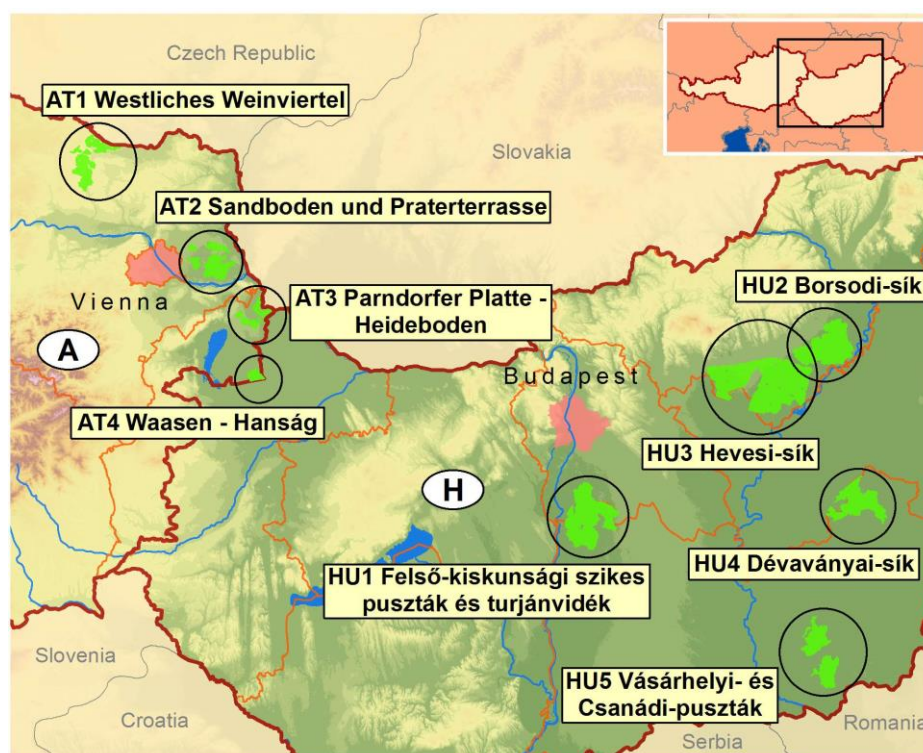 Czech Republic
AT1 Westliches Weinviertel
Slovakia
AT2 Sandboden und Praterterrasse
HU2 Borsodi-sík
AT3 Parndorfer Platte -
Heideboden
Vienna
A
Budapest
AT4 Waasen - Hanság
HU3 Hevesi-sík
H
HU4 Dévaványai-sík
HU1 Felső-kiskunsági szikes
puszták és turjánvidék
Slovenia
HU5 Vásárhelyi- és
Csanádi-puszták
Croatia
Serbia
Romania